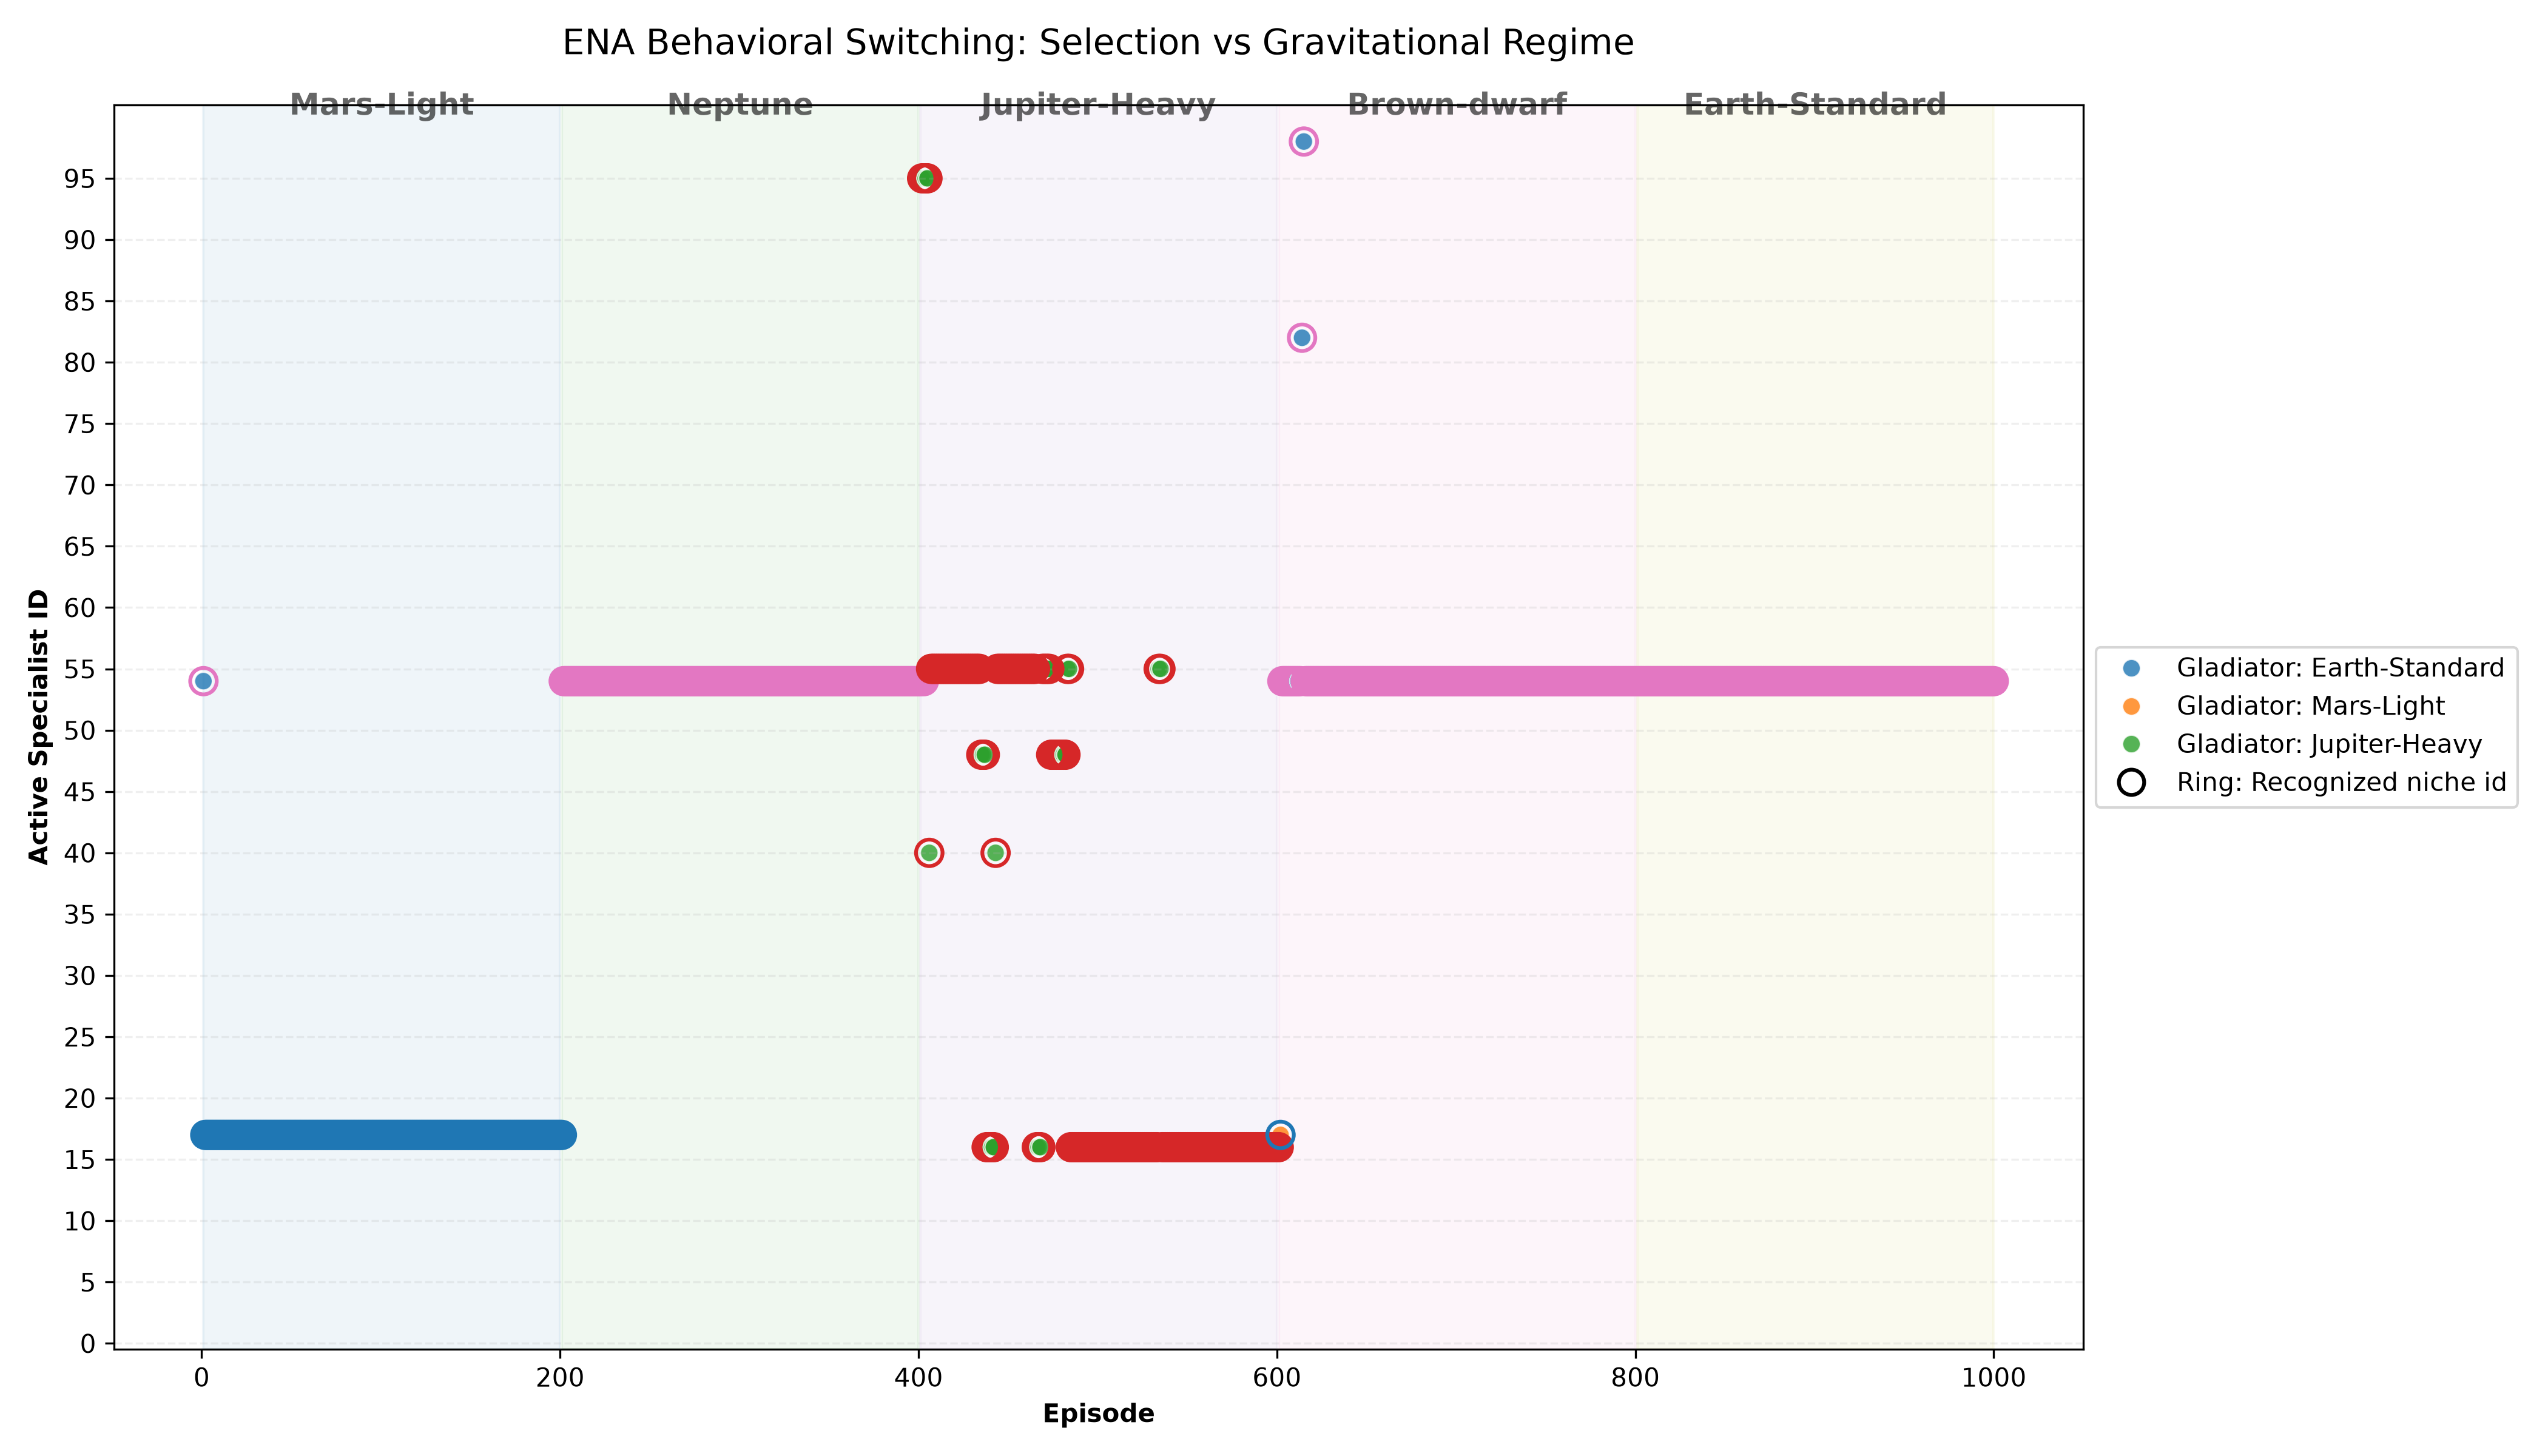 ENA Behavioral Switching: Selection vs Gravitational Regime
Mars-Light Neptune Jupiter-Heavy Brown-dwarf Earth-Standard
Active Specialist ID
95
90
85
80
75
70
65
60
55
50
45
40
35
30
25
20
15
10
5
0
0 200 400 600 800 1000
Episode
Gladiator: Earth-Standard
Gladiator: Mars-Light
Gladiator: Jupiter-Heavy
Ring: Recognized niche id